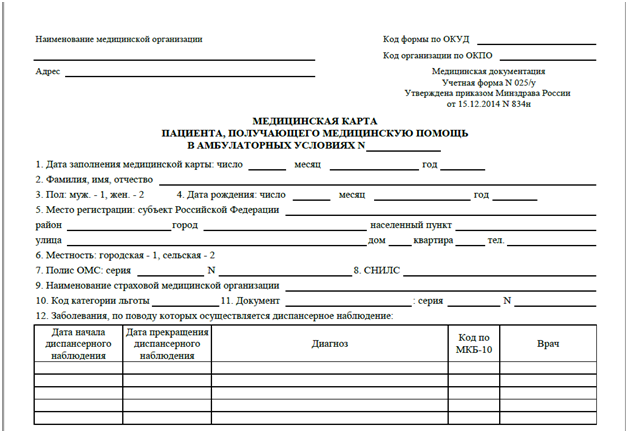 Наименование медицинской организации
Код формы по ОКУД
Код организации по ОКПО
Адрес
Медицинская документация
Учетная форма N 025/у
Утверждена приказом Минздрава России
от 15.12.2014 N 834н
МЕДИЦИНСКАЯ КАРТА
ПАЦИЕНТА, ПОЛУЧАЮЩЕГО МЕДИЦИНСКУЮ ПОМОЩЬ
В АМБУЛАТОРНЫХ УСЛОВИЯХ N
1. Дата заполнения медицинской карты: число месяц год
2. Фамилия, имя, отчество
3. Пол: муж. - 1, жен. - 2 4. Дата рождения: число месяц год
5. Место регистрации: субъект Российской Федерации
район город населенный пункт
улица дом квартира тел.
6. Местность: городская - 1, сельская - 2
7. Полис ОМС: серия N 8. СНИЛС
9. Наименование страховой медицинской организации
10. Код категории льготы 11. Документ : серия N
12. Заболевания, по поводу которых осуществляется диспансерное наблюдение:
Дата начала диспансерного наблюдения
Дата прекращения диспансерного наблюдения
Диагноз
Код по МКБ-10
Врач